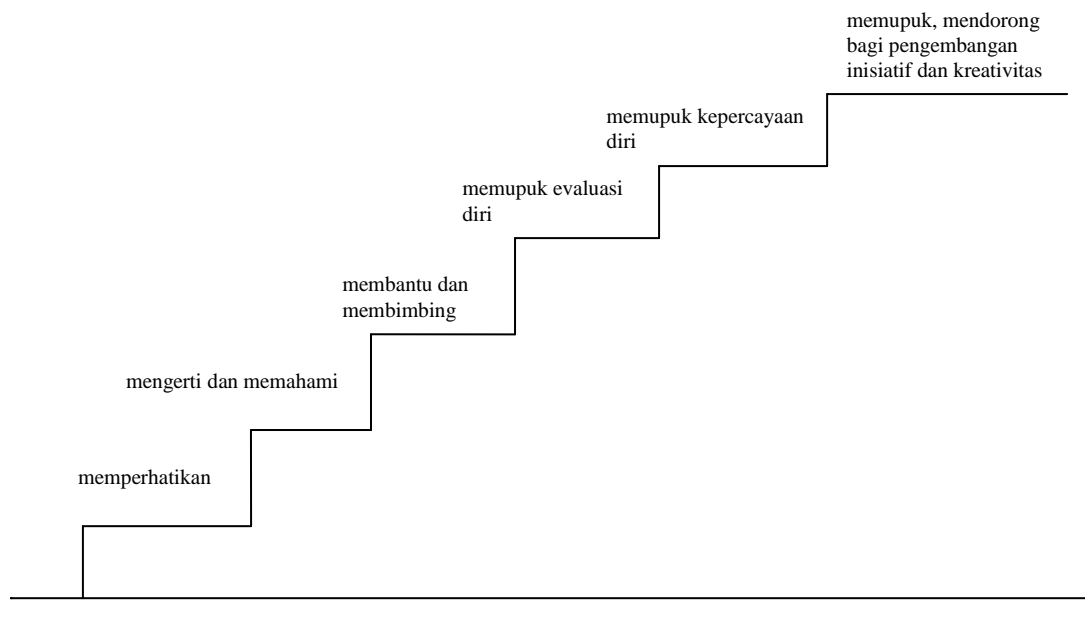 memupuk, mendorong
bagi pengembangan
inisiatif dan kreativitas
memupuk kepercayaan
diri
memupuk evaluasi
diri
membantu dan
membimbing
mengerti dan memahami
memperhatikan